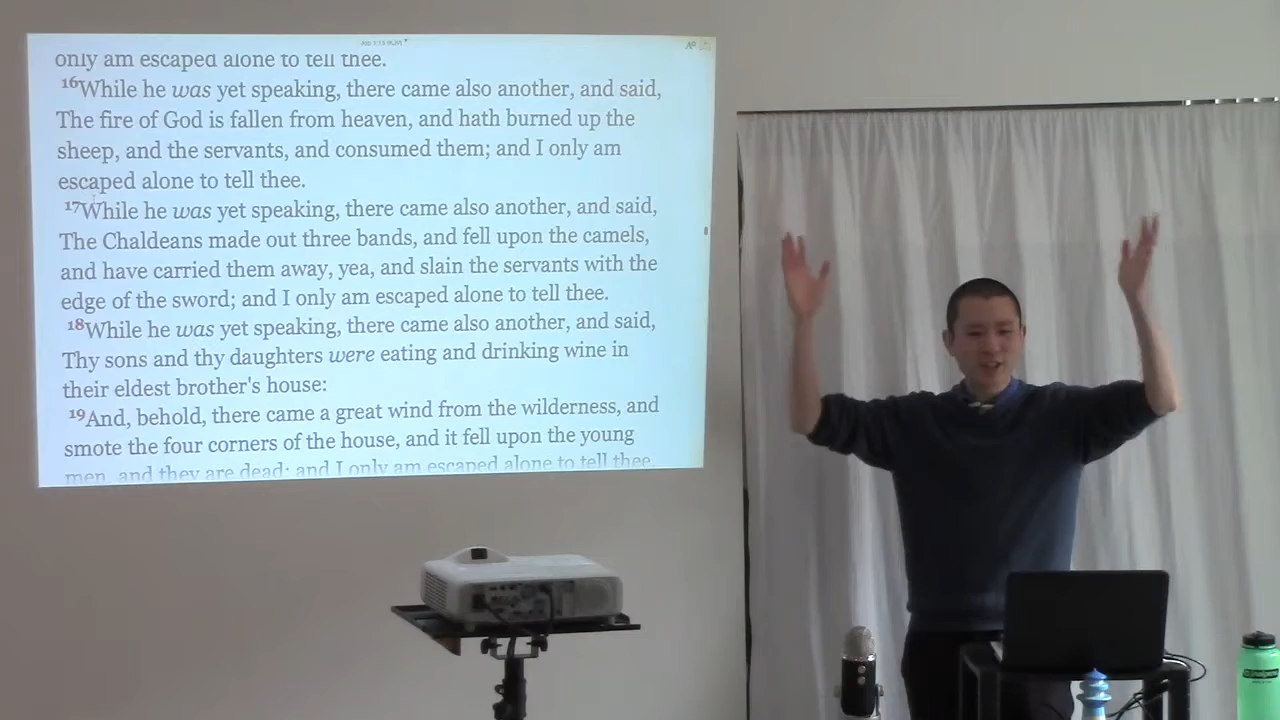 Job 1:15 (KJV)
only am escaped alone to tell thee.
16While he was yet speaking, there came also another, and said,
The fire of God is fallen from heaven, and hath burned up the
sheep, and the servants, and consumed them; and I only am
escaped alone to tell thee.
17While he was yet speaking, there came also another, and said,
The Chaldeans made out three bands, and fell upon the camels,
and have carried them away, yea, and slain the servants with the
edge of the sword; and I only am escaped alone to tell thee.
18While he was yet speaking, there came also another, and said,
Thy sons and thy daughters were eating and drinking wine in
their eldest brother's house:
19And, behold, there came a great wind from the wilderness, and
smote the four corners of the house, and it fell upon the young
men, and they are dead; and I only am escaped alone to tell thee.